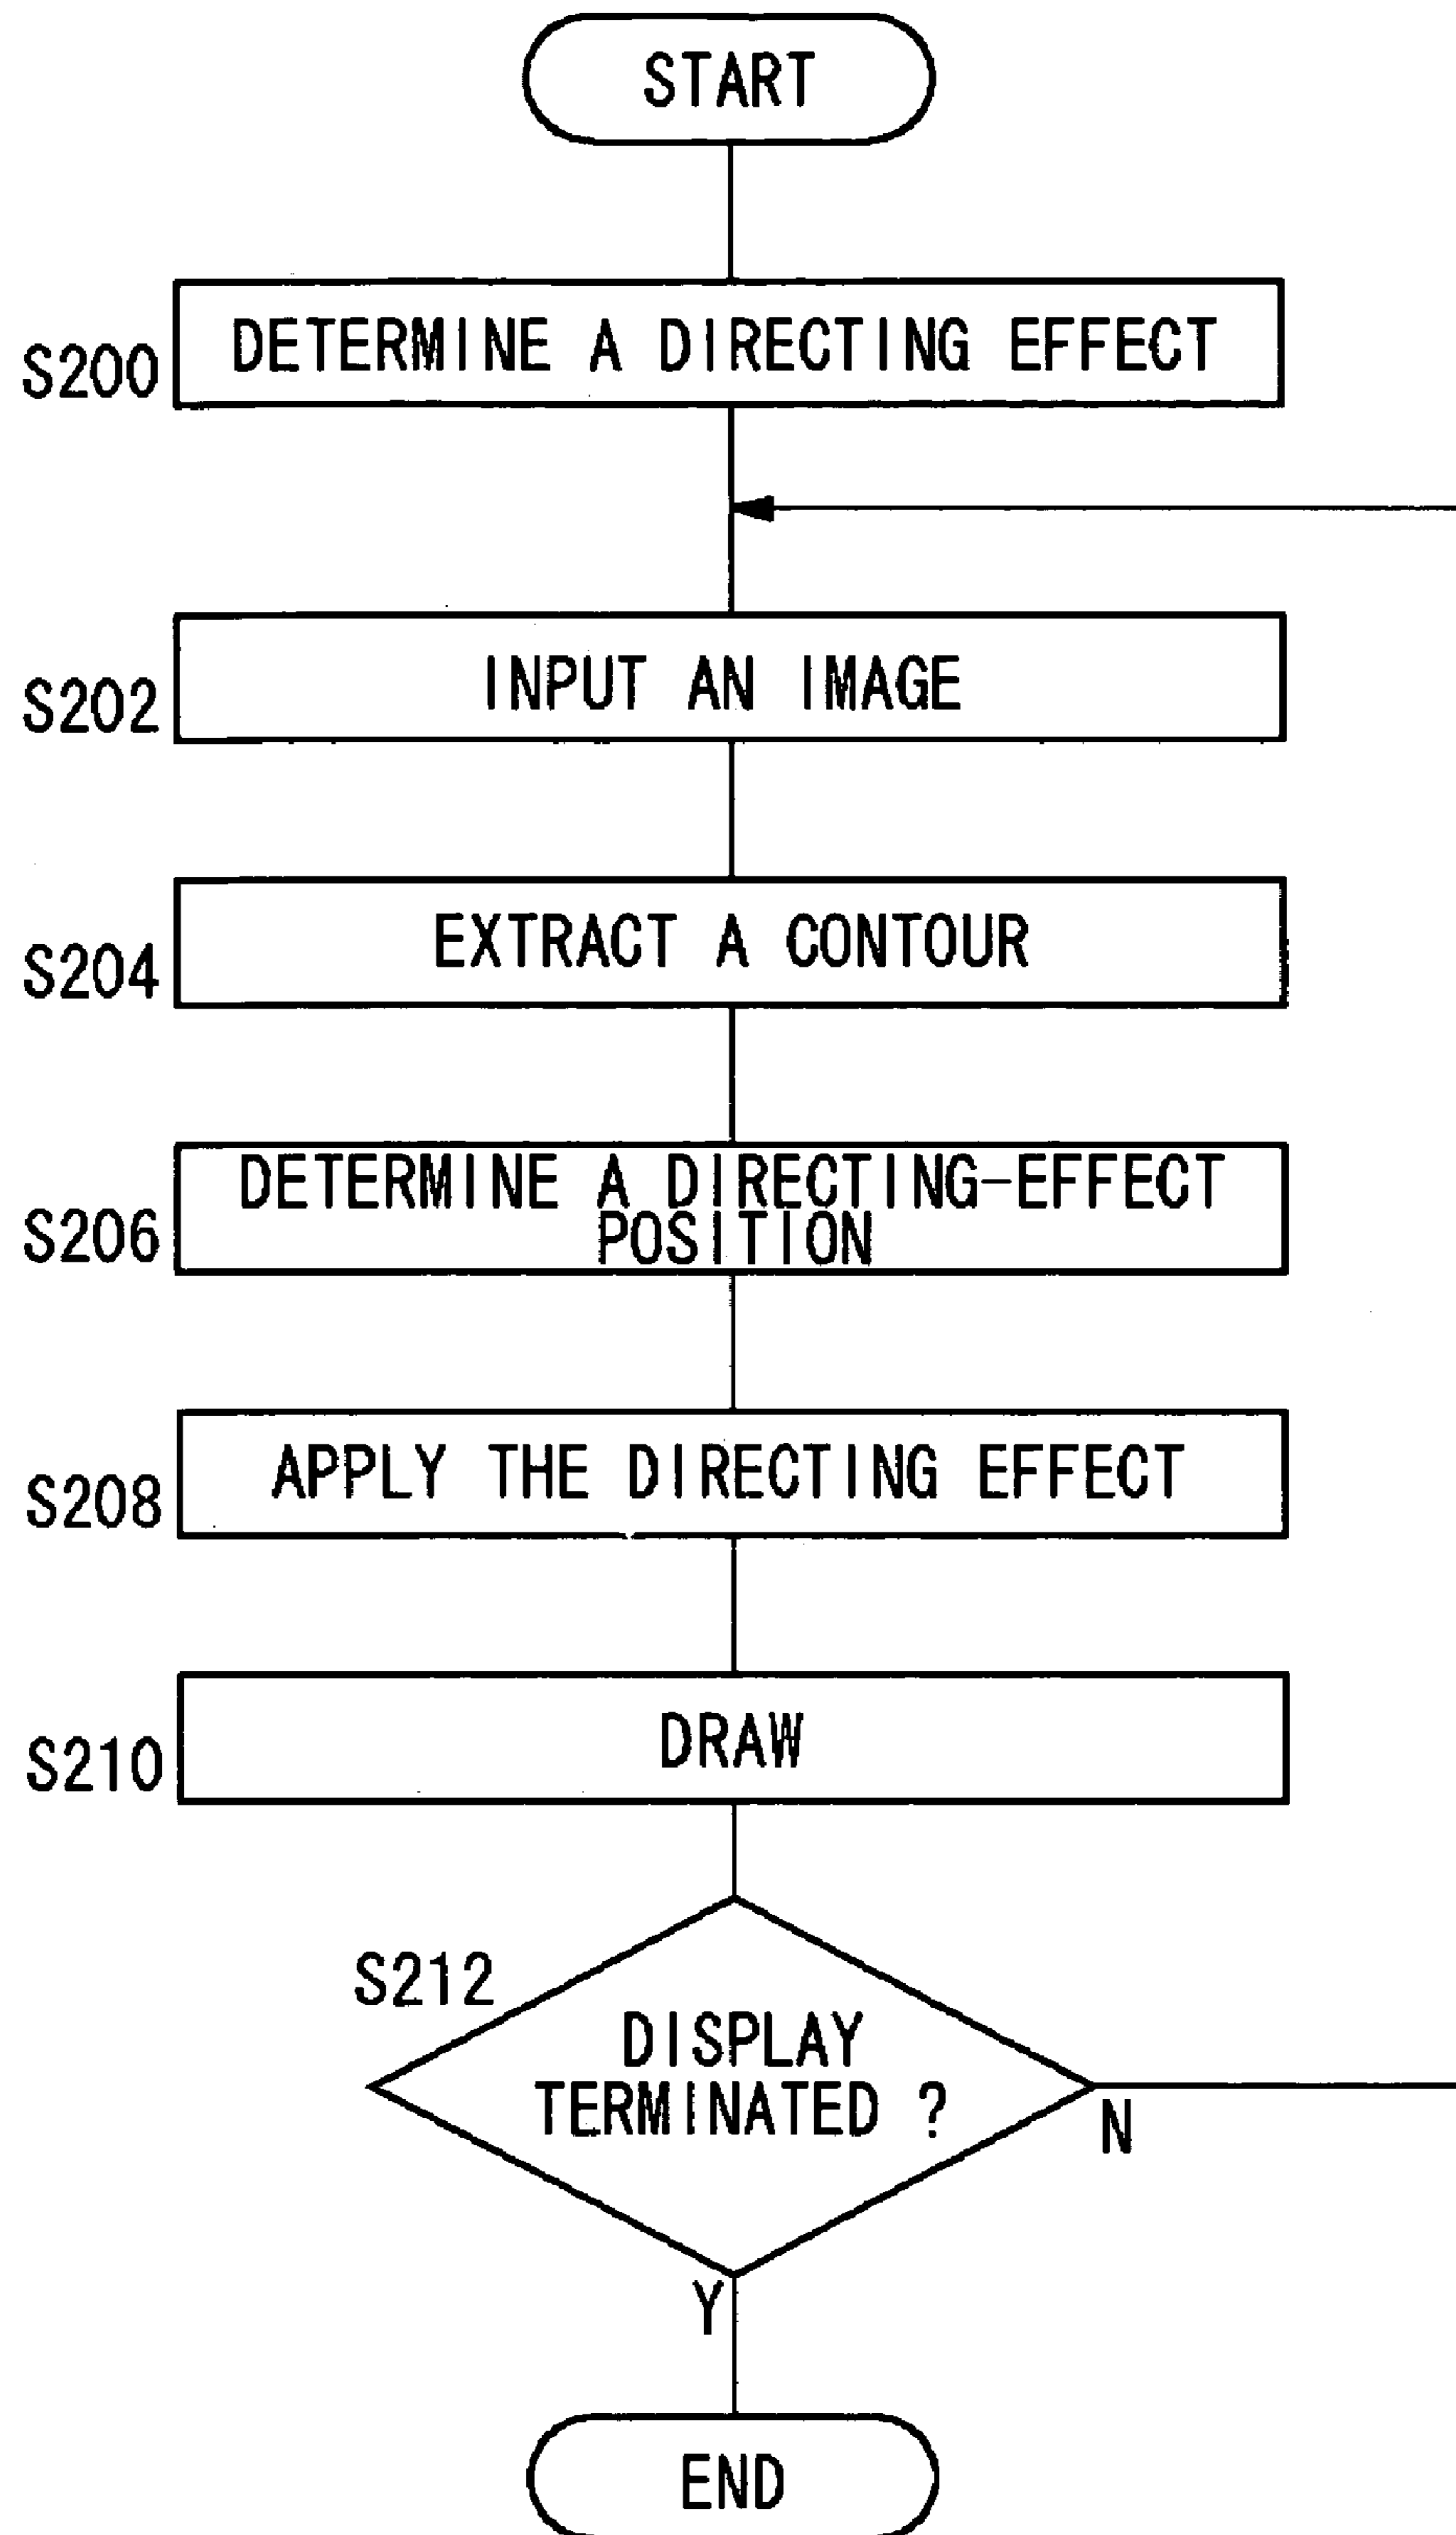 START
S200
DETERMINE A DIRECTING EFFECT
S202
INPUT AN IMAGE
S204
EXTRACT A CONTOUR
S206
DETERMINE A DIRECTING-EFFECT
POSITION
S208
APPLY THE DIRECTING EFFECT
S210
DRAW
S212
DISPLAY
TERMINATED ?
N
Y
END